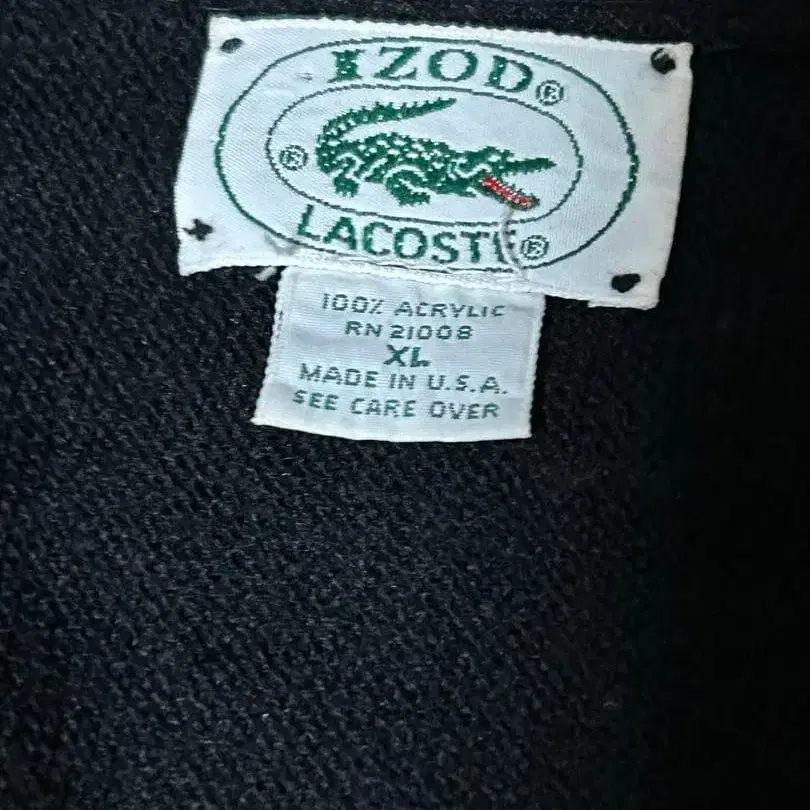 IZOD®
®
LACOSTE®
100% ACRYLIC
RN 21008
XL
MADE IN U.S.A.
SEE CARE OVER